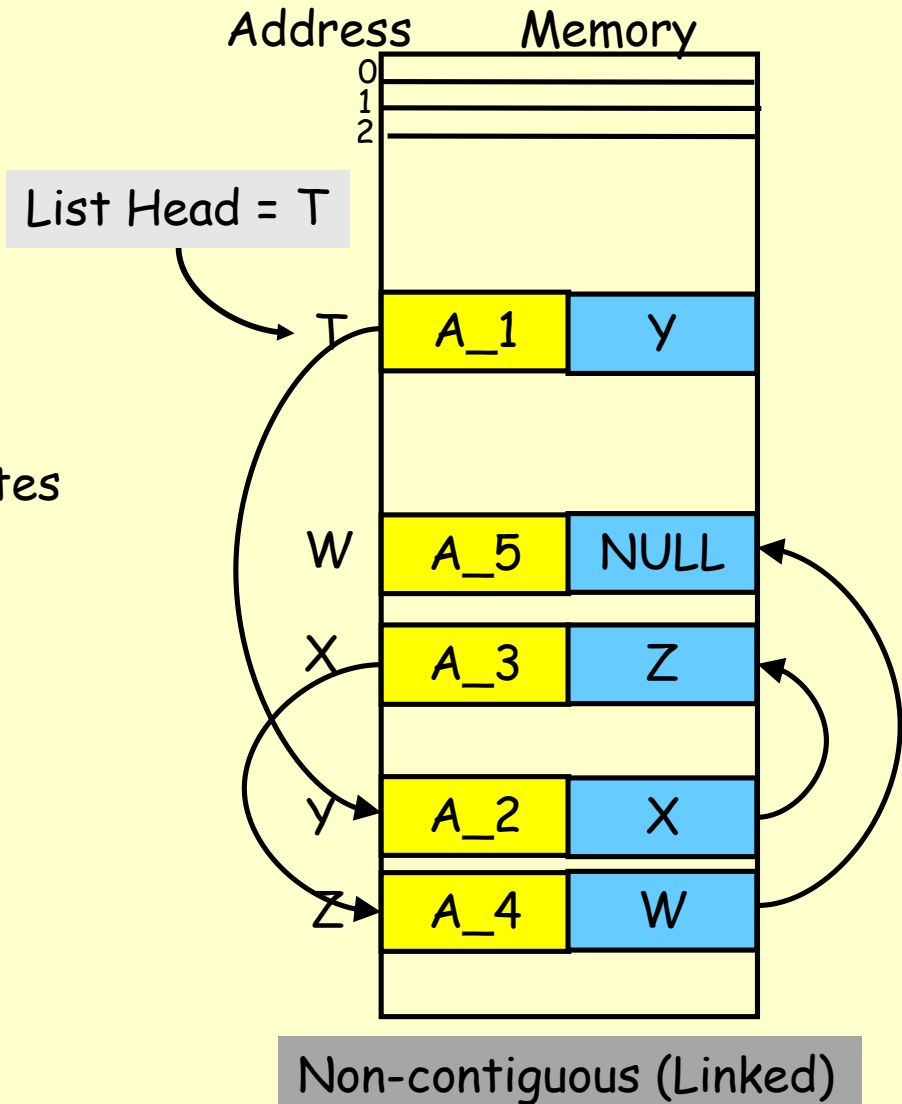 Address Memory
0
1
2
List Head = T
T A_1 Y
tes
W A_5 NULL
X A_3 Z
Y A_2 X
Z A_4 W
Non-contiguous (Linked)